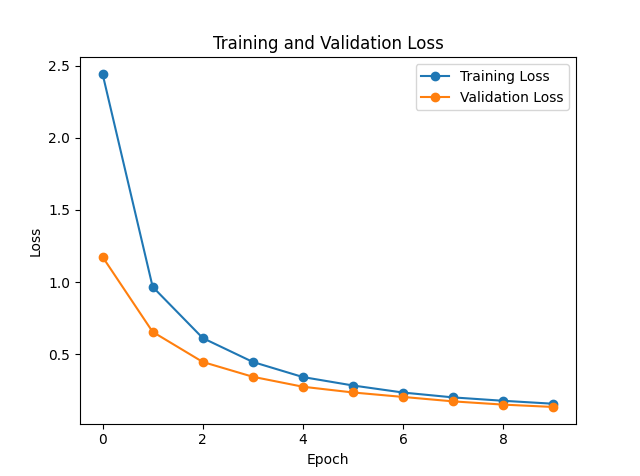 Training and Validation Loss
Training Loss
Validation Loss
2.5
2.0
1.5
1.0
0.5
Loss
0 2 4 6 8
Epoch